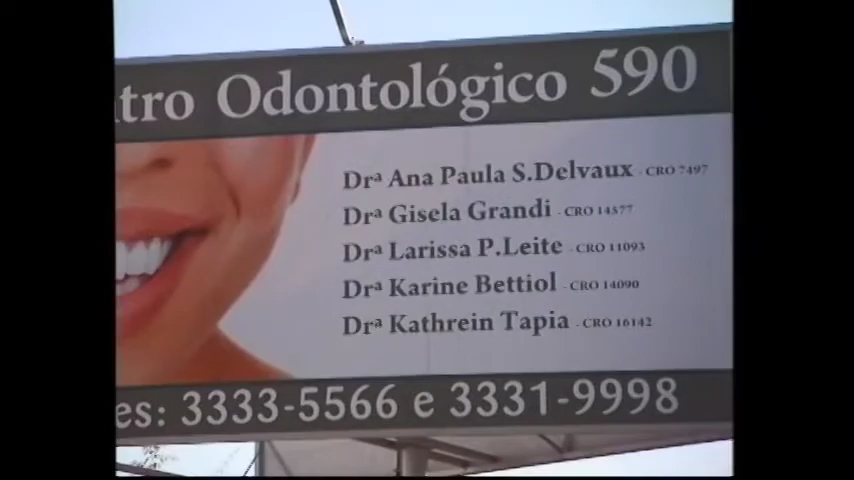 tro Odontológico 590
Drª Ana Paula S.Delvaux - CRO 7497
Drª Gisela Grandi - CRO 14577
Drª Larissa P.Leite - CRO 11093
Drª Karine Bettiol - CRO 14090
Drª Kathrein Tapia - CRO 16142
es: 3333-5566 e 3331-9998